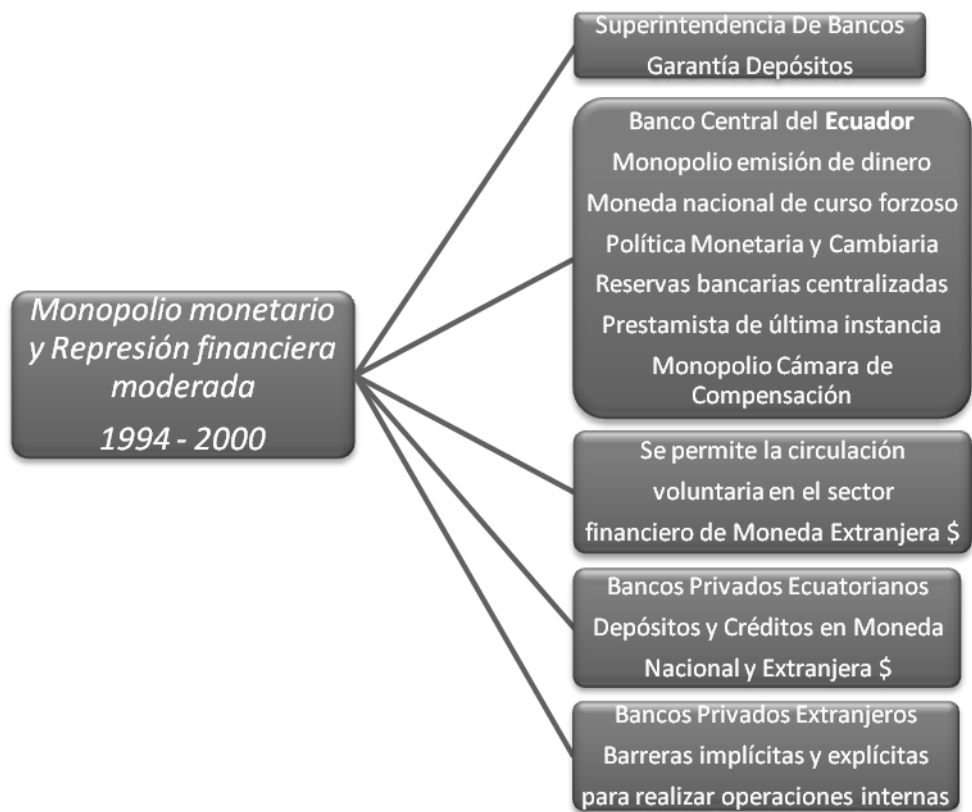 Superintendencia De Bancos
Garantía Depósitos
Banco Central del Ecuador
Monopolio emisión de dinero
Moneda nacional de curso forzoso
Política Monetaria y Cambiaria
Reservas bancarias centralizadas
Prestamista de última instancia
Monopolio Cámara de
Compensación
Monopolio monetario
y Represión financiera
moderada
1994 - 2000
Se permite la circulación
voluntaria en el sector
financiero de Moneda Extranjera $
Bancos Privados Ecuatorianos
Depósitos y Créditos en Moneda
Nacional y Extranjera $
Bancos Privados Extranjeros
Barreras implícitas y explícitas
para realizar operaciones internas